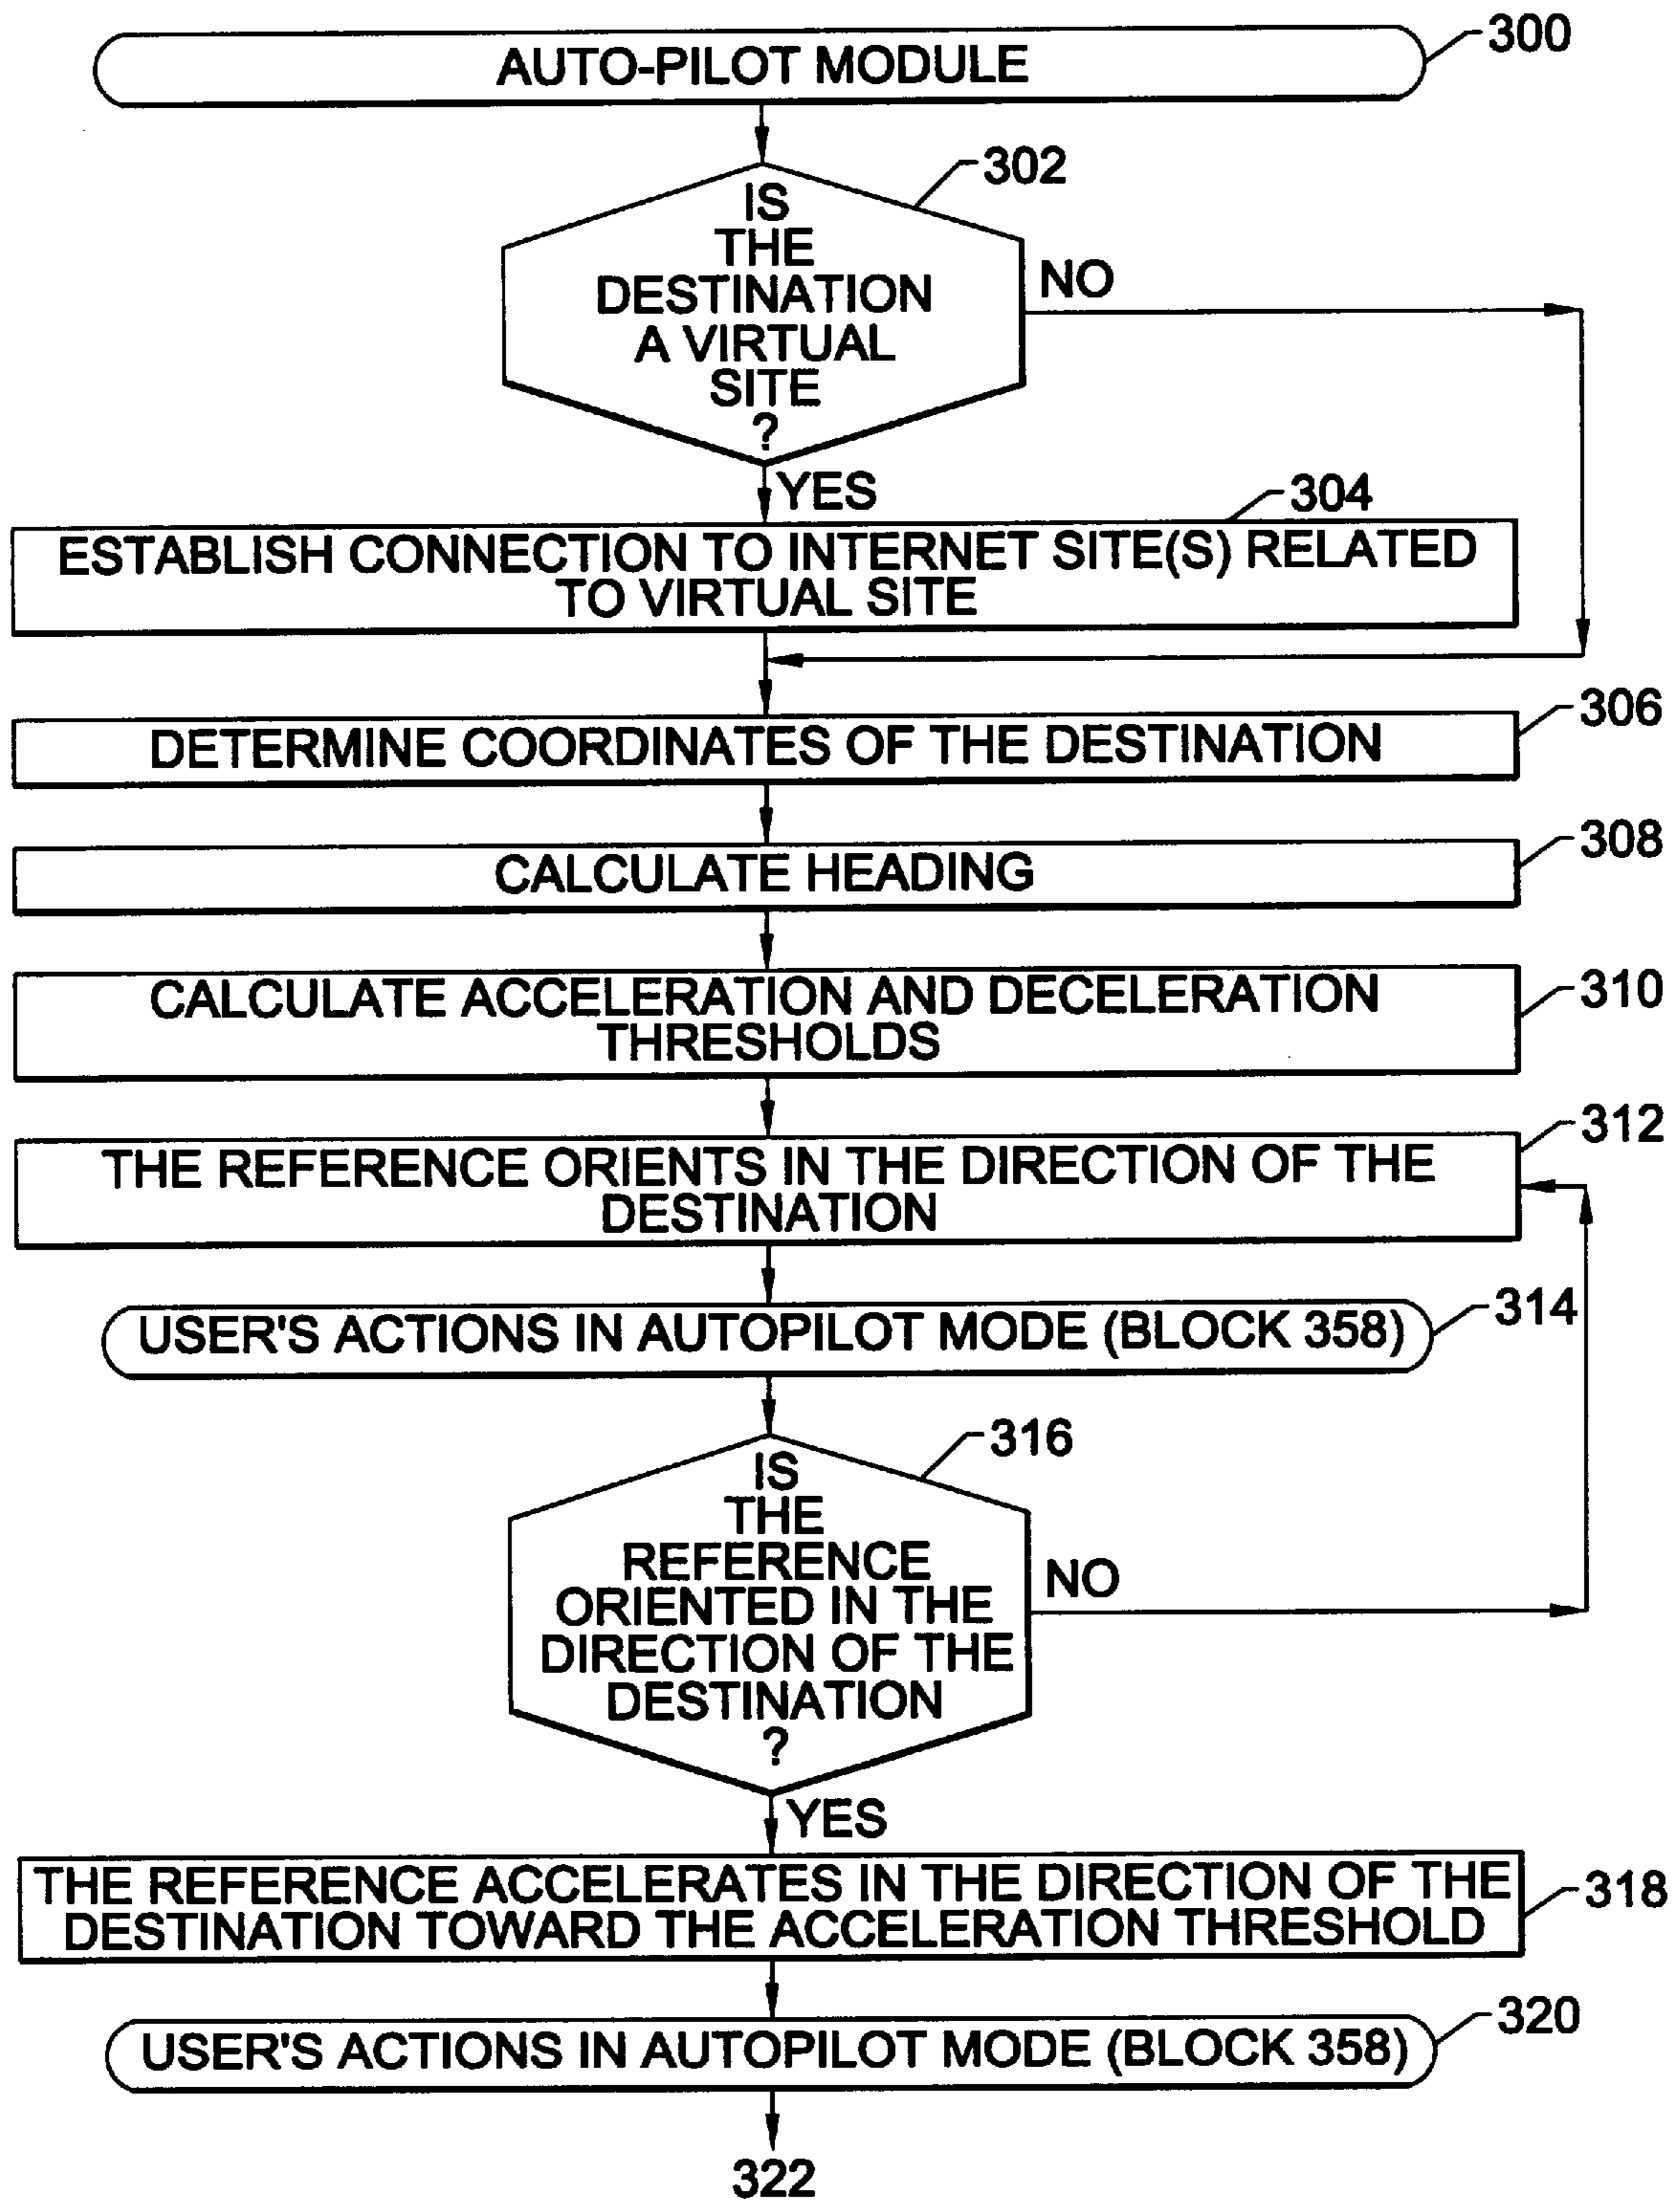 AUTO-PILOT MODULE
300
302
IS
THE
DESTINATION
A VIRTUAL
SITE
?
NO
YES
304
ESTABLISH CONNECTION TO INTERNET SITE(S) RELATED
TO VIRTUAL SITE
306
DETERMINE COORDINATES OF THE DESTINATION
308
CALCULATE HEADING
CALCULATE ACCELERATION AND DECELERATION
THRESHOLDS
310
312
THE REFERENCE ORIENTS IN THE DIRECTION OF THE
DESTINATION
314
USER'S ACTIONS IN AUTOPILOT MODE (BLOCK 358)
316
IS
THE
REFERENCE
ORIENTED IN THE
DIRECTION OF THE
DESTINATION
?
NO
YES
THE REFERENCE ACCELERATES IN THE DIRECTION OF THE
DESTINATION TOWARD THE ACCELERATION THRESHOLD
318
320
USER'S ACTIONS IN AUTOPILOT MODE (BLOCK 358)
322